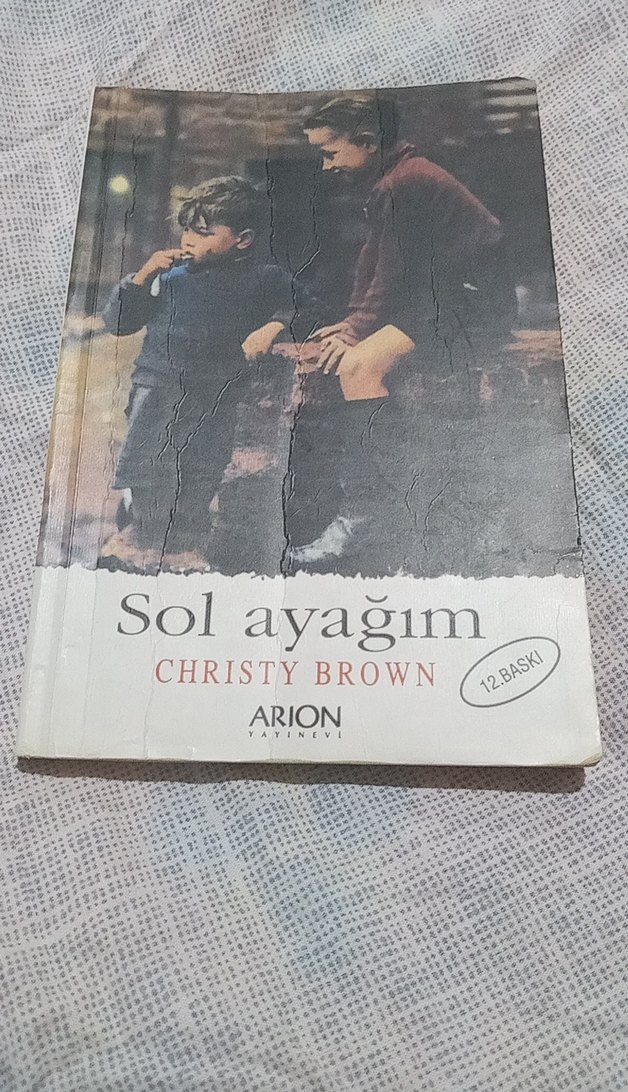 Sol ayağım
CHRISTY BROWN
12.BASKI
ARION
YAYINEVİ